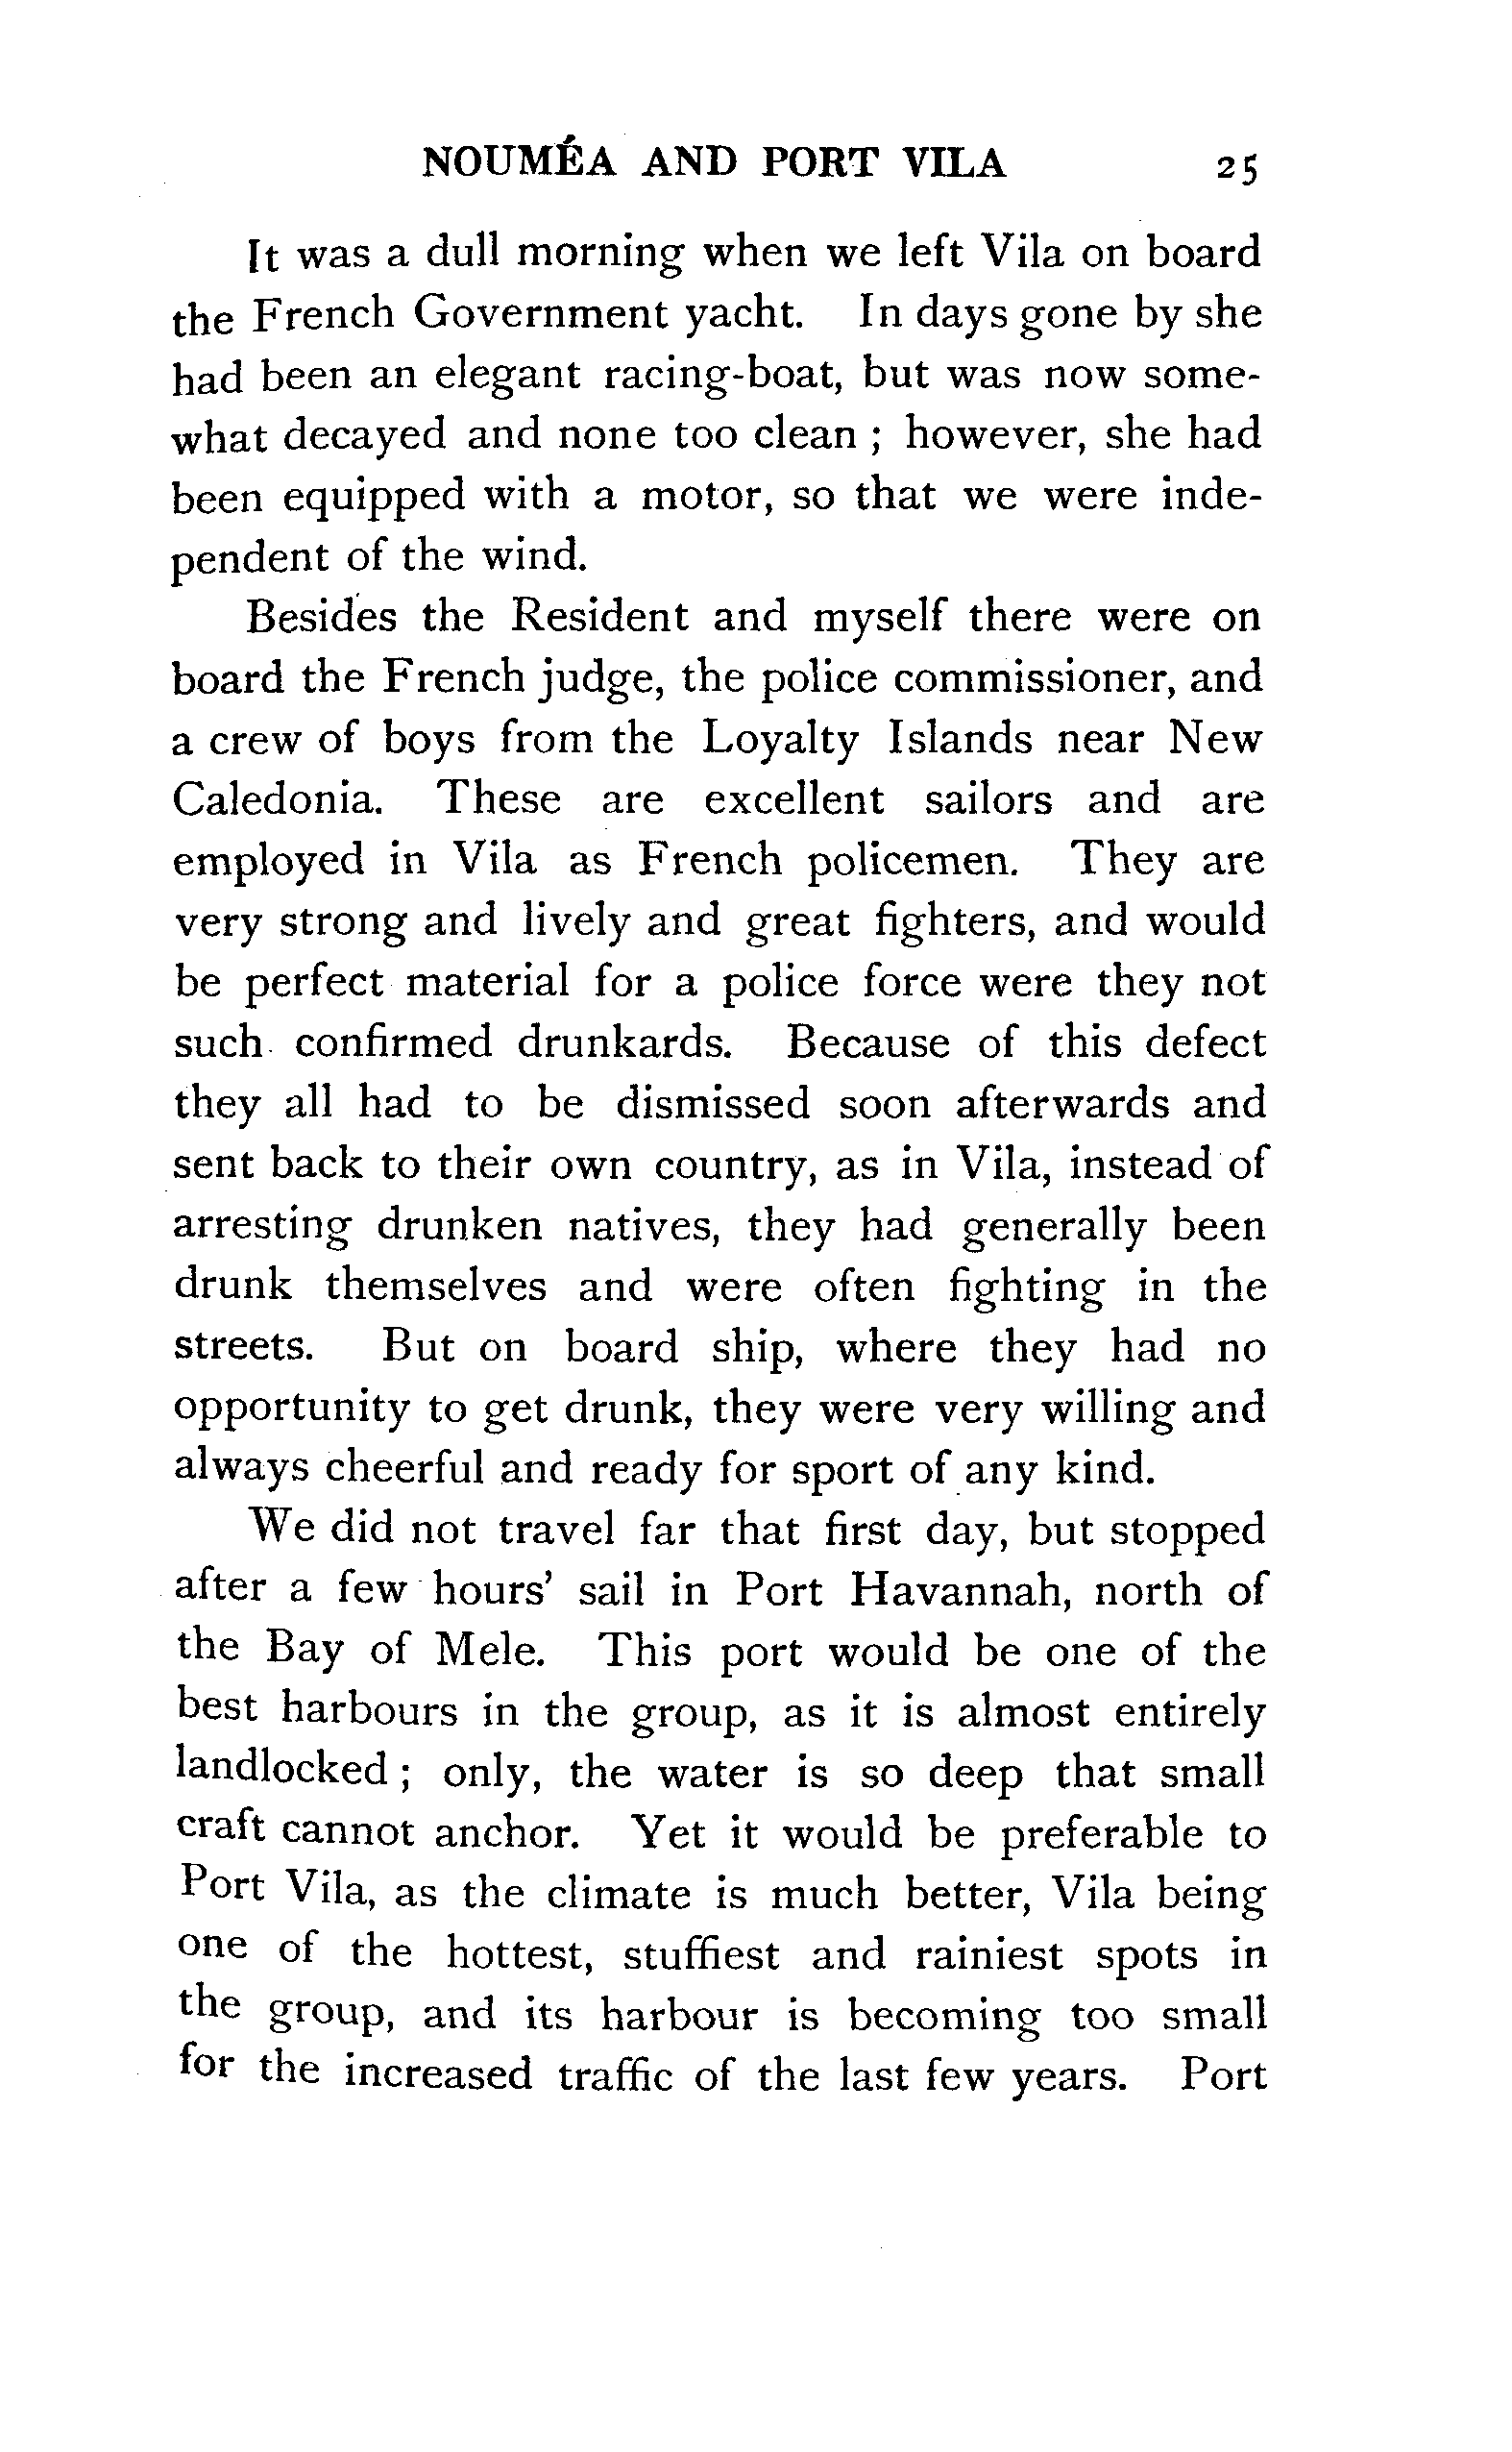 NOUMÉA AND PORT VILA 25
It was a dull morning when we left Vila on board
the French Government yacht. In days gone by she
had been an elegant racing-boat, but was now some-
what decayed and none too clean ; however, she had
been equipped with a motor, so that we were inde-
pendent of the wind.
Besides the Resident and myself there were on
board the French judge, the police commissioner, and
a crew of boys from the Loyalty Islands near New
Caledonia. These are excellent sailors and are
employed in Vila as French policemen. They are
very strong and lively and great fighters, and would
be perfect material for a police force were they not
such confirmed drunkards. Because of this defect
they all had to be dismissed soon afterwards and
sent back to their own country, as in Vila, instead of
arresting drunken natives, they had generally been
drunk themselves and were often fighting in the
streets. But on board ship, where they had no
opportunity to get drunk, they were very willing and
always cheerful and ready for sport of any kind.
We did not travel far that first day, but stopped
after a few hours' sail in Port Havannah, north of
the Bay of Mele. This port would be one of the
best harbours in the group, as it is almost entirely
landlocked ; only, the water is so deep that small
craft cannot anchor. Yet it would be preferable to
Port Vila, as the climate is much better, Vila being
one of the hottest, stuffiest and rainiest spots in
the group, and its harbour is becoming too small
for the increased traffic of the last few years. Port